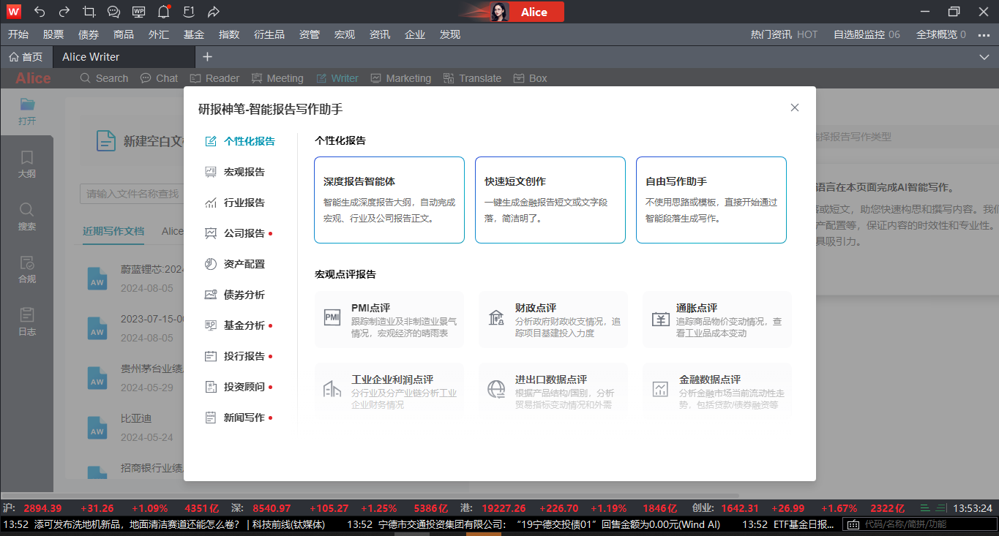 W WP F1 Alice
开始 股票 债券 商品 外汇 基金 指数 衍生品 资管 宏观 资讯 企业 发现 热门资讯 HOT 自选股监控 06 全球概览 0
首页 Alice Writer
Alice Search Chat Reader Meeting Writer Marketing Translate Box
打开
大纲
搜索
合规
日志
新建空白文
请输入文件名称查找
近期写作文档 Alice
蔚蓝锂芯:202
2024-08-05
2023-07-15-0
2024-08-05
贵州茅台业绩
2024-05-29
比亚迪
2024-05-24
招商银行业绩
AW
AW
AW
AW
研报神笔-智能报告写作助手
个性化报告
宏观报告
行业报告
公司报告
资产配置
债券分析
基金分析
投行报告
投资顾问
新闻写作
个性化报告
深度报告智能体
智能生成深度报告大纲，自动完成
宏观、行业及公司报告正文。
快速短文创作
一键生成金融报告短文或文字段
落，简洁明了。
自由写作助手
不使用思路或模板，直接开始通过
智能段落生成写作。
宏观点评报告
PMI
PMI点评
跟踪制造业及非制造业景气
情况，宏观经济的晴雨表
财政点评
分析政府财政收支情况，追
踪项目基建投入力度
通胀点评
追踪商品物价变动情况，查
看工业品成本变动
工业企业利润点评
分行业及分产业链分析工业
企业财务情况
进出口数据点评
根据产品结构/国别，分析
贸易指标变动情况和外需
金融数据点评
分析金融市场当前流动性走
势，包括贷款/债券融资等
择报告写作类型
语言在本页面完成AI智能写作。
或短文，助您快速构思和撰写内容。我们
产配置等，保证内容的时效性和专业性。
具吸引力。
沪: 2894.39 +31.26 +1.09% 4351亿 深: 8540.97 +105.27 +1.25% 5386亿 港: 19227.26 +226.70 +1.19% 1846亿 创业: 1642.31 +26.99 +1.67% 2322亿 13:53:24
13:52 添可发布洗地机新品，地面清洁赛道还能怎么卷？｜科技前线(钛媒体) 13:52 宁德市交通投资集团有限公司：“19宁德交投债01”回售金额为0.00元(Wind AI) 13:52 ETF基金日报... 代码/名称/简拼/功能